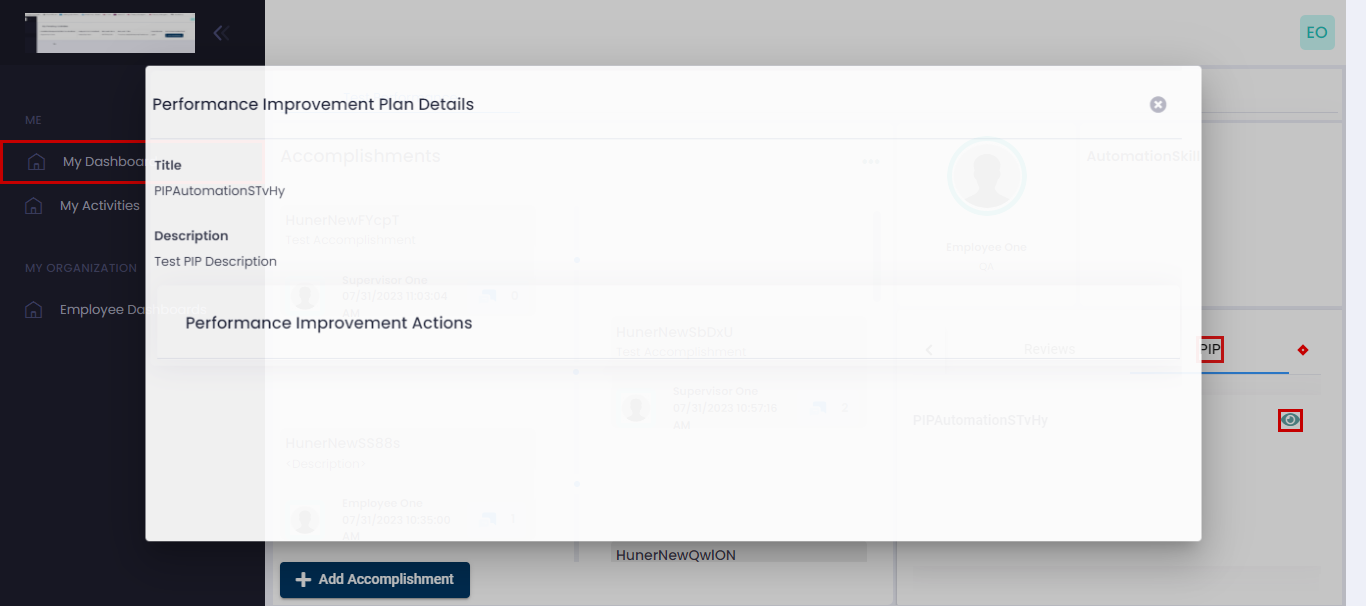 EO
ME
My Dashboa
My Activities
MY ORGANIZATION
Employee Dashboards
Performance Improvement Plan Details
Title
PIPAutomationSTvHy
Description
Test PIP Description
Performance Improvement Actions
Accomplishments
HunerNewFYcpT
Test Accomplishment
Supervisor One
07/31/2023 11:03:04
AM
0
HunerNewSbDxU
Test Accomplishment
Supervisor One
07/31/2023 10:57:16
AM
2
HunerNewSS88s
<Description>
Employee One
07/31/2023 10:35:00
AM
1
HunerNewQwION
Add Accomplishment
AutomationSkill
Employee One
Reviews
PIP
PIPAutomationSTvHy